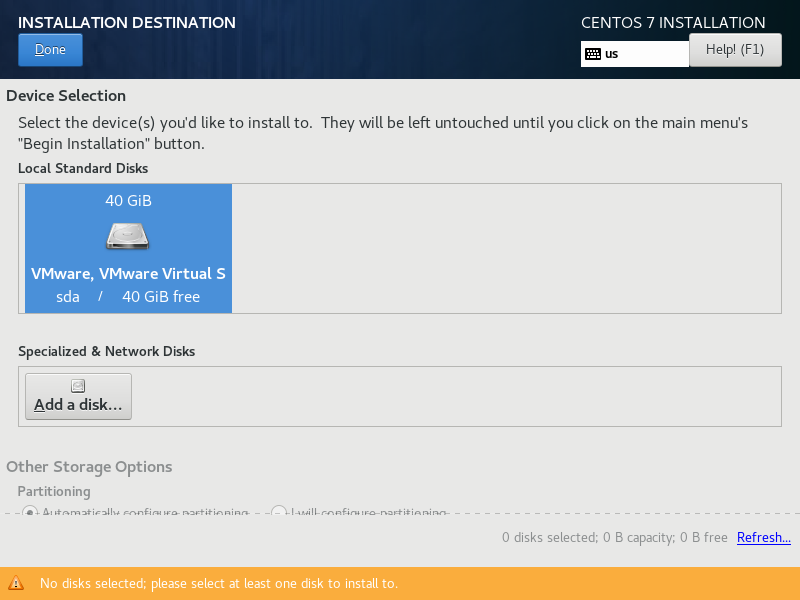 INSTALLATION DESTINATION
CENTOS 7 INSTALLATION
Done
us
Help! (F1)
Device Selection
Select the device(s) you'd like to install to.  They will be left untouched until you click on the main menu's
"Begin Installation" button.
Local Standard Disks
40 GiB
VMware, VMware Virtual S
sda / 40 GiB free
Specialized & Network Disks
Add a disk...
Other Storage Options
Partitioning
Automatically configure partitioning. I will configure partitioning.
0 disks selected; 0 B capacity; 0 B free Refresh...
No disks selected; please select at least one disk to install to.